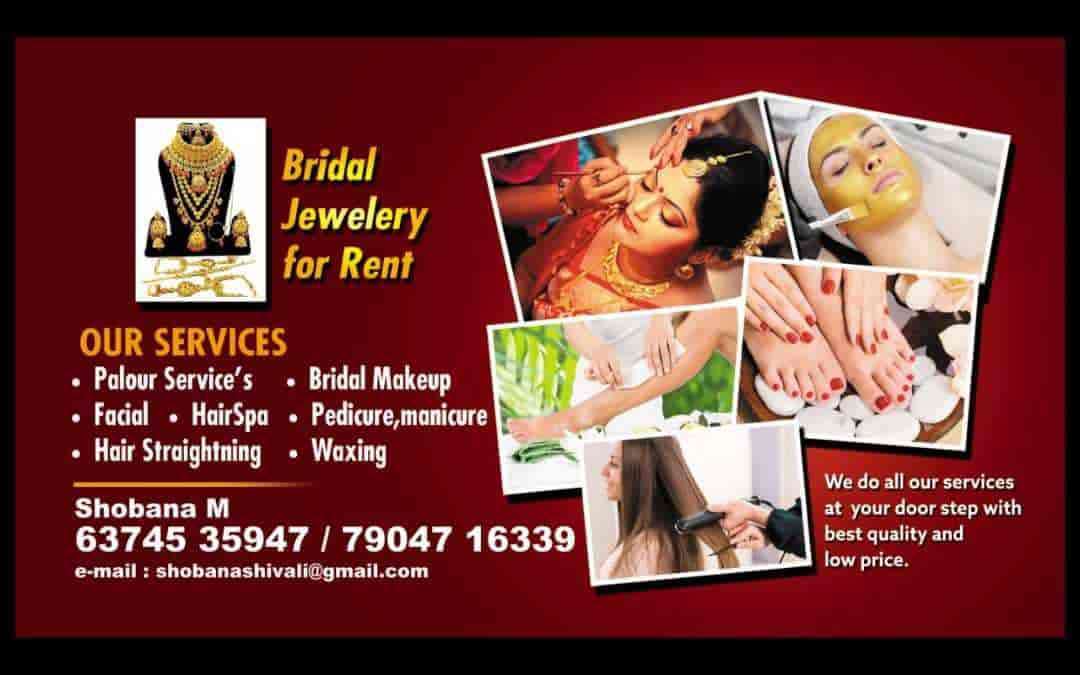 Bridal
Jewelery
for Rent
OUR SERVICES
• Palour Service's • Bridal Makeup
• Facial • HairSpa • Pedicure,manicure
• Hair Straightning • Waxing
Shobana M
63745 35947 / 79047 16339
e-mail : shobanashivali@gmail.com
We do all our services
at your door step with
best quality and
low price.